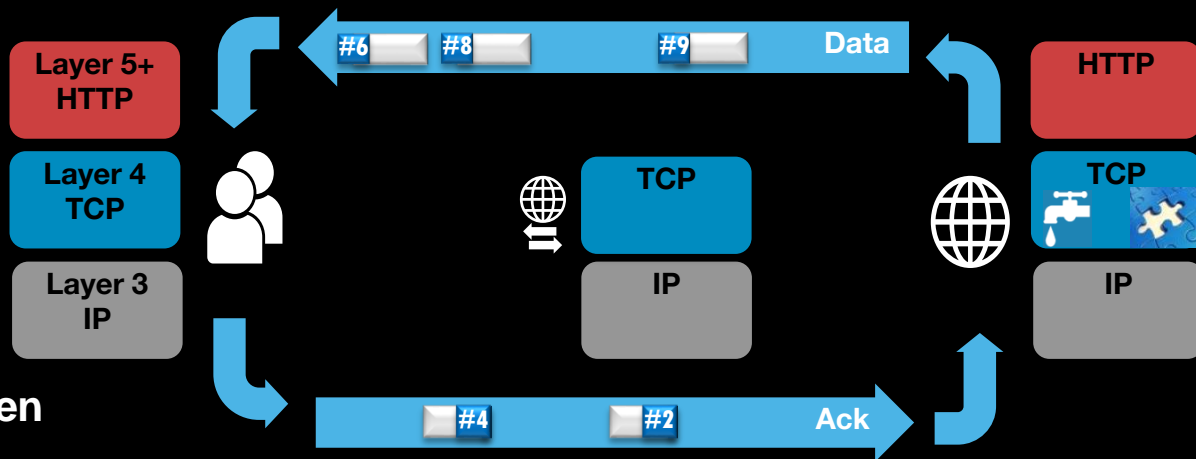 #6
#8
#9
Data
Layer 5+
HTTP
HTTP
Layer 4
TCP
TCP
TCP
Layer 3
IP
IP
IP
en
#4
#2
Ack